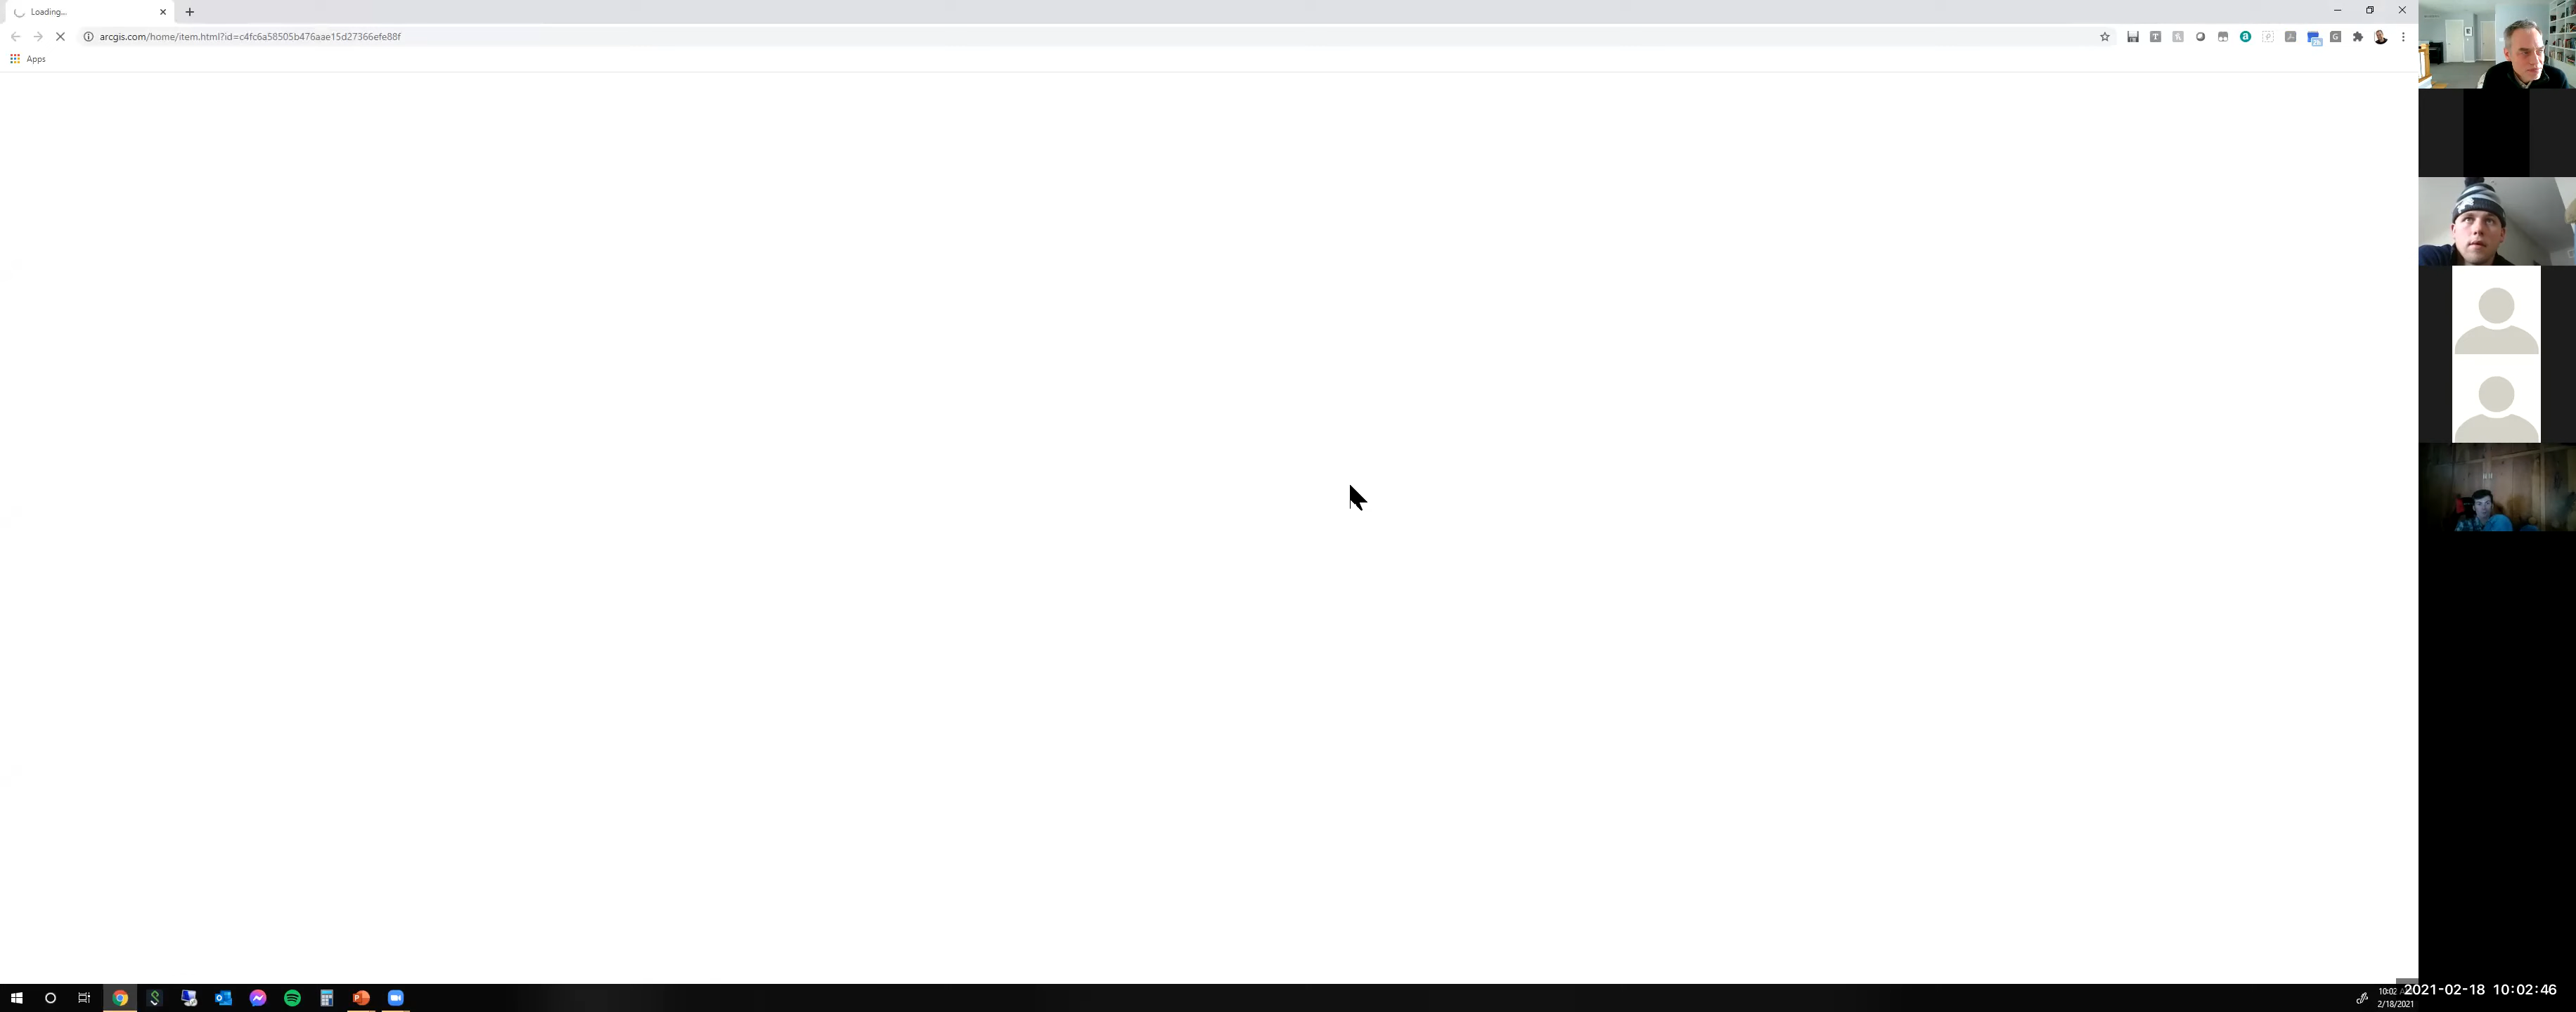 Loading...
arcgis.com/home/item.html?id=c4fc6a58505b476aae15d27366efe88f
Apps
10:02
2021-02-18 10:02:46
2/18/2021